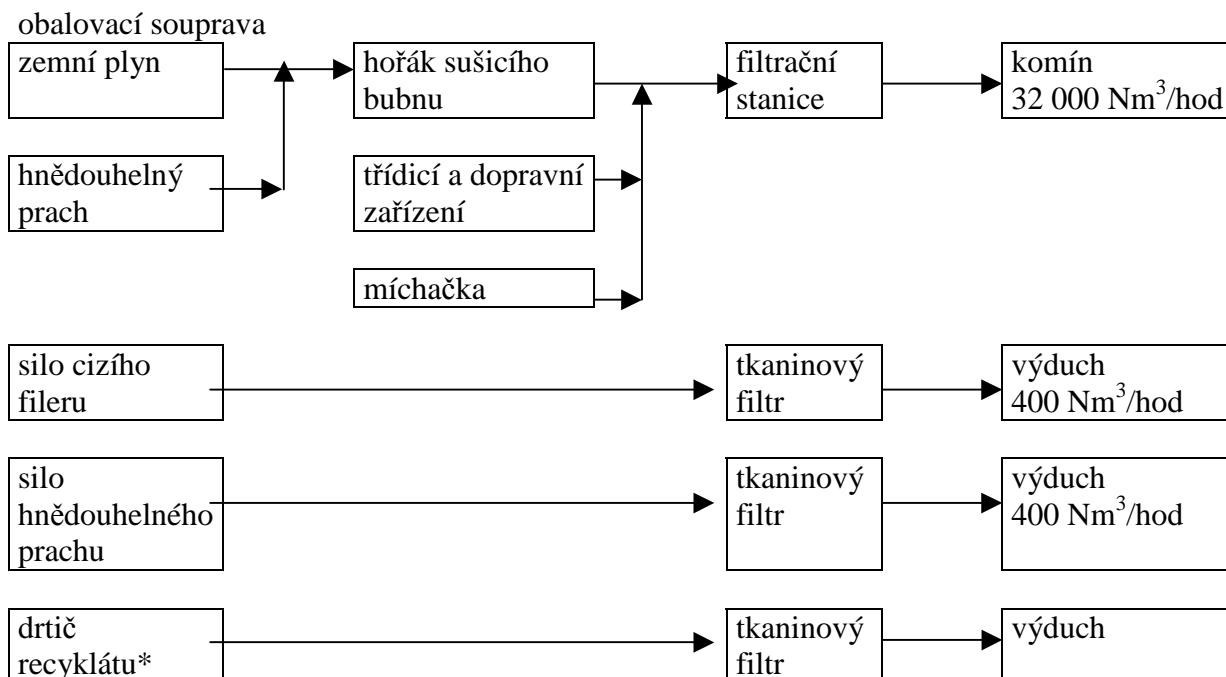 obalovací souprava
zemní plyn
hořák sušicího
bubnu
filtrační
stanice
komín
32 000 Nm³/hod
hnědouhelný
prach
třídicí a dopravní
zařízení
míchačka
silo cizího
fileru
tkaninový
filtr
výduch
400 Nm³/hod
silo
hnědouhelného
prachu
tkaninový
filtr
výduch
400 Nm³/hod
drtič
recyklátu*
tkaninový
filtr
výduch